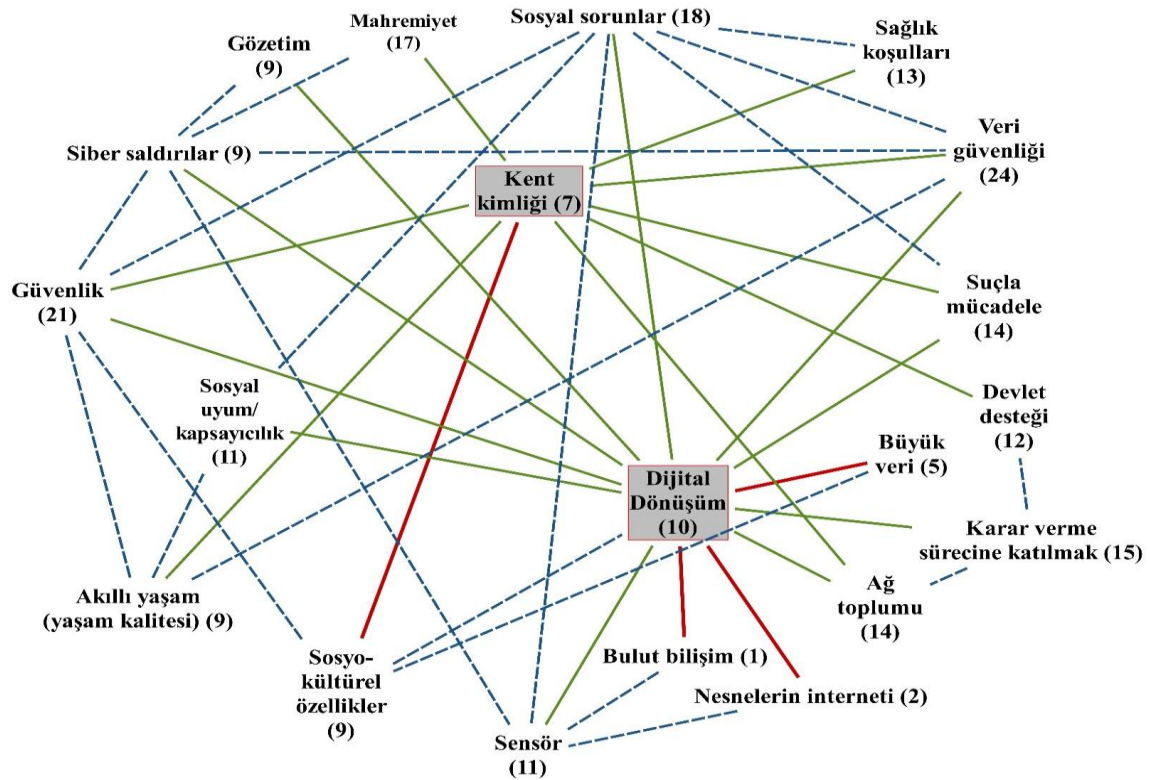 Sosyal sorunlar (18)
Mahremiyet
(17)
Gözetim
(9)
Sağlık
koşulları
(13)
Siber saldırılar (9)
Veri
güvenliği
(24)
Kent
kimliği (7)
Güvenlik
(21)
Suçla
mücadele
(14)
Sosyal
uyum/
kapsayıcılık
(11)
Devlet
desteği
(12)
Büyük
veri (5)
Dijital
Dönüşüm
(10)
Karar verme
sürecine katılmak (15)
Ağ
toplumu
(14)
Akıllı yaşam
(yaşam kalitesi) (9)
Sosyo-
kültürel
özellikler
(9)
Bulut bilişim (1)
Nesnelerin interneti (2)
Sensör
(11)